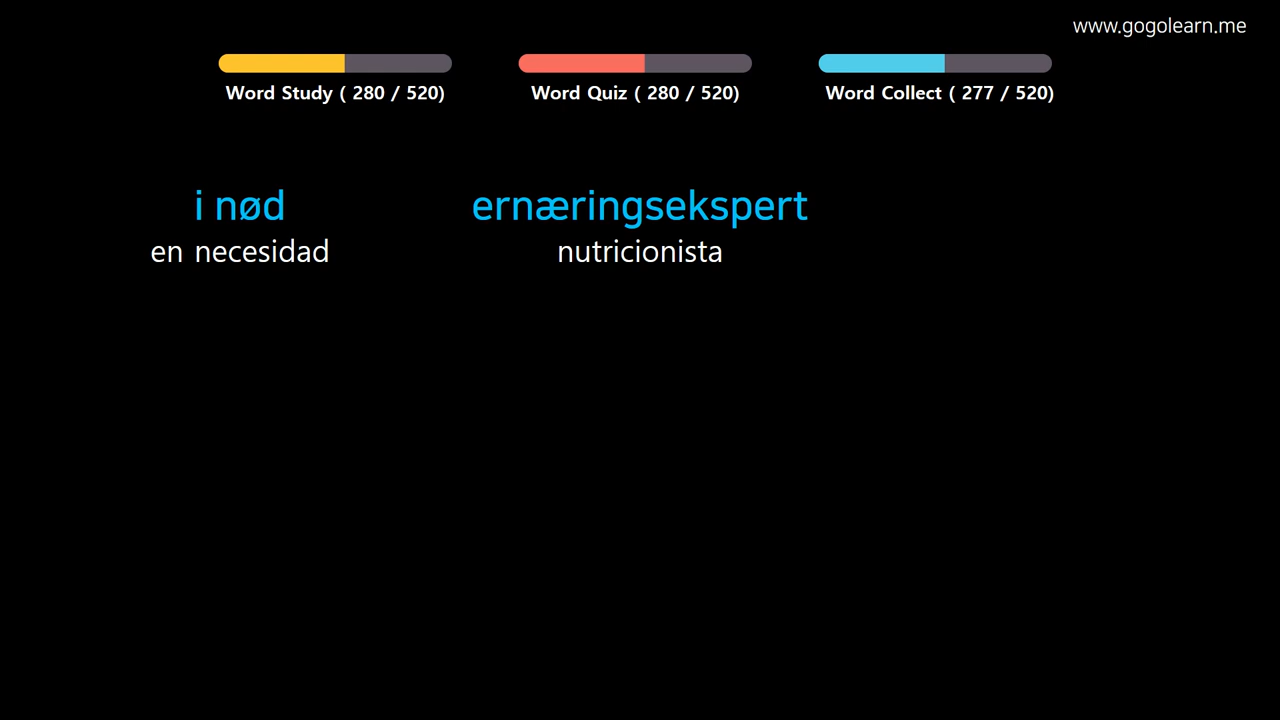 www.gogolearn.me
Word Study ( 280 / 520)
Word Quiz ( 280 / 520)
Word Collect ( 277 / 520)
i nød
en necesidad
ernæringsekspert
nutricionista